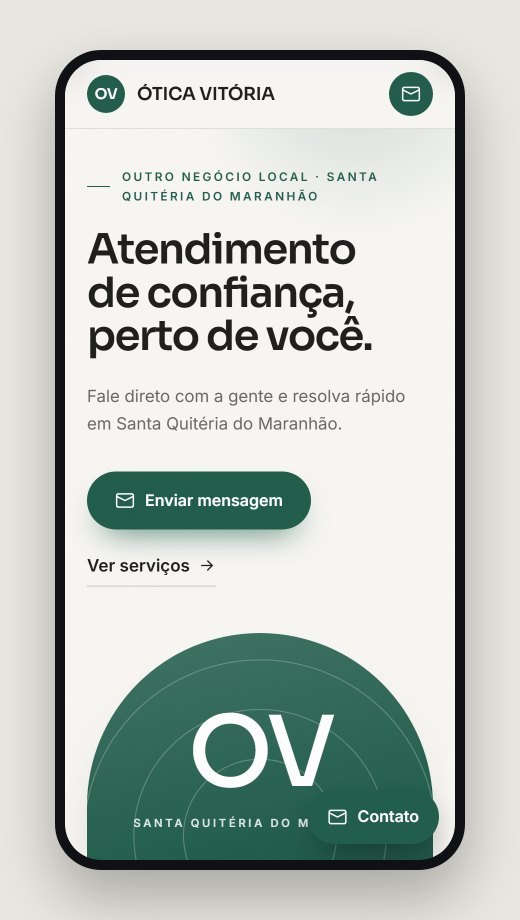 OV ÓTICA VITÓRIA
OUTRO NEGÓCIO LOCAL · SANTA
QUITÉRIA DO MARANHÃO
Atendimento
de confiança,
perto de você.
Fale direto com a gente e resolva rápido
em Santa Quitéria do Maranhão.
Enviar mensagem
Ver serviços →
OV
SANTA QUITÉRIA DO M
Contato